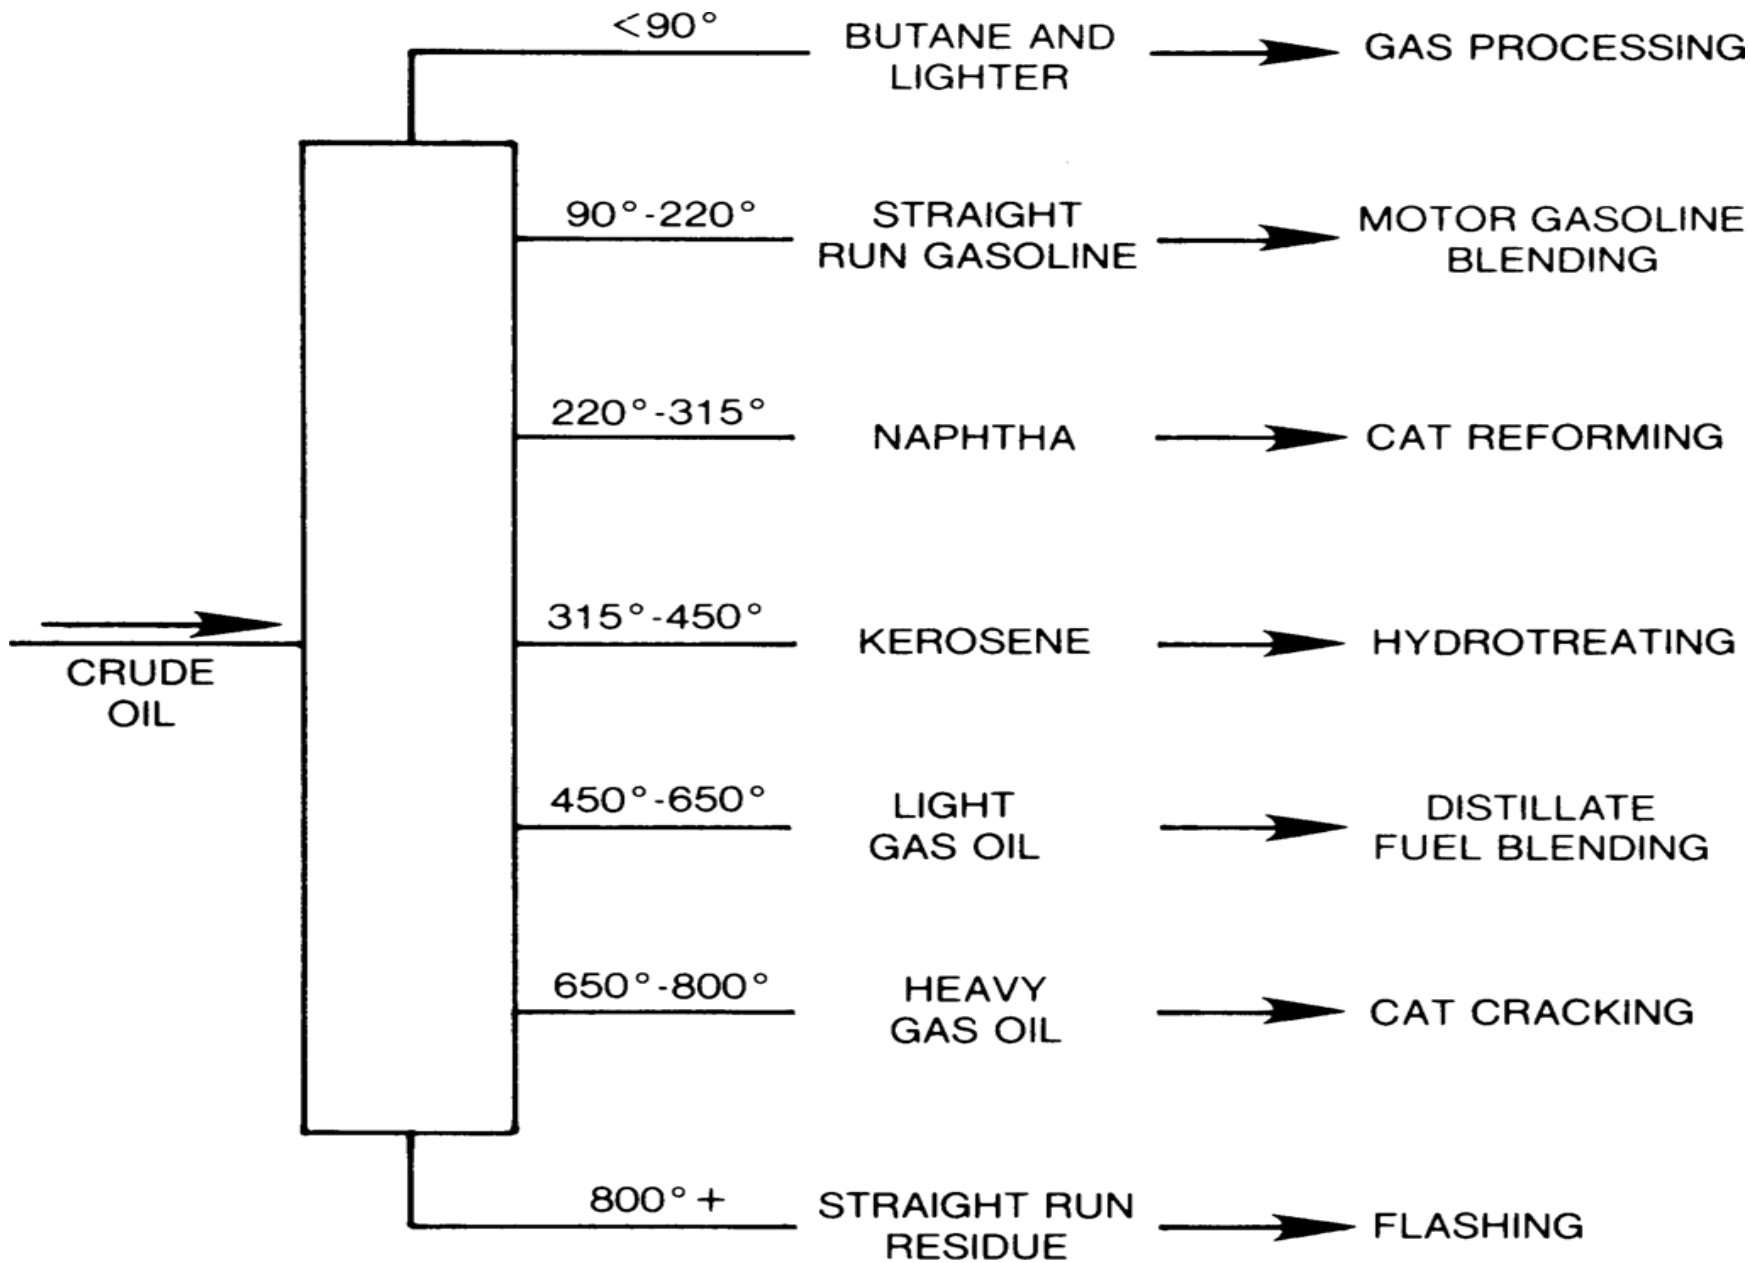 <90°
BUTANE AND
LIGHTER
GAS PROCESSING
90°-220°
STRAIGHT
RUN GASOLINE
MOTOR GASOLINE
BLENDING
220°-315°
NAPHTHA
CAT REFORMING
CRUDE
OIL
315°-450°
KEROSENE
HYDROTREATING
450°-650°
LIGHT
GAS OIL
DISTILLATE
FUEL BLENDING
650°-800°
HEAVY
GAS OIL
CAT CRACKING
800°+
STRAIGHT RUN
RESIDUE
FLASHING